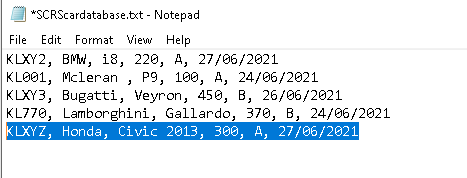 *SCRScardatabase.txt - Notepad
File Edit Format View Help
KLXY2, BMW, i8, 220, A, 27/06/2021
KL001, Mcleran , P9, 100, A, 24/06/2021
KLXY3, Bugatti, Veyron, 450, B, 26/06/2021
KL770, Lamborghini, Gallardo, 370, B, 24/06/2021
KLXYZ, Honda, Civic 2013, 300, A, 27/06/2021